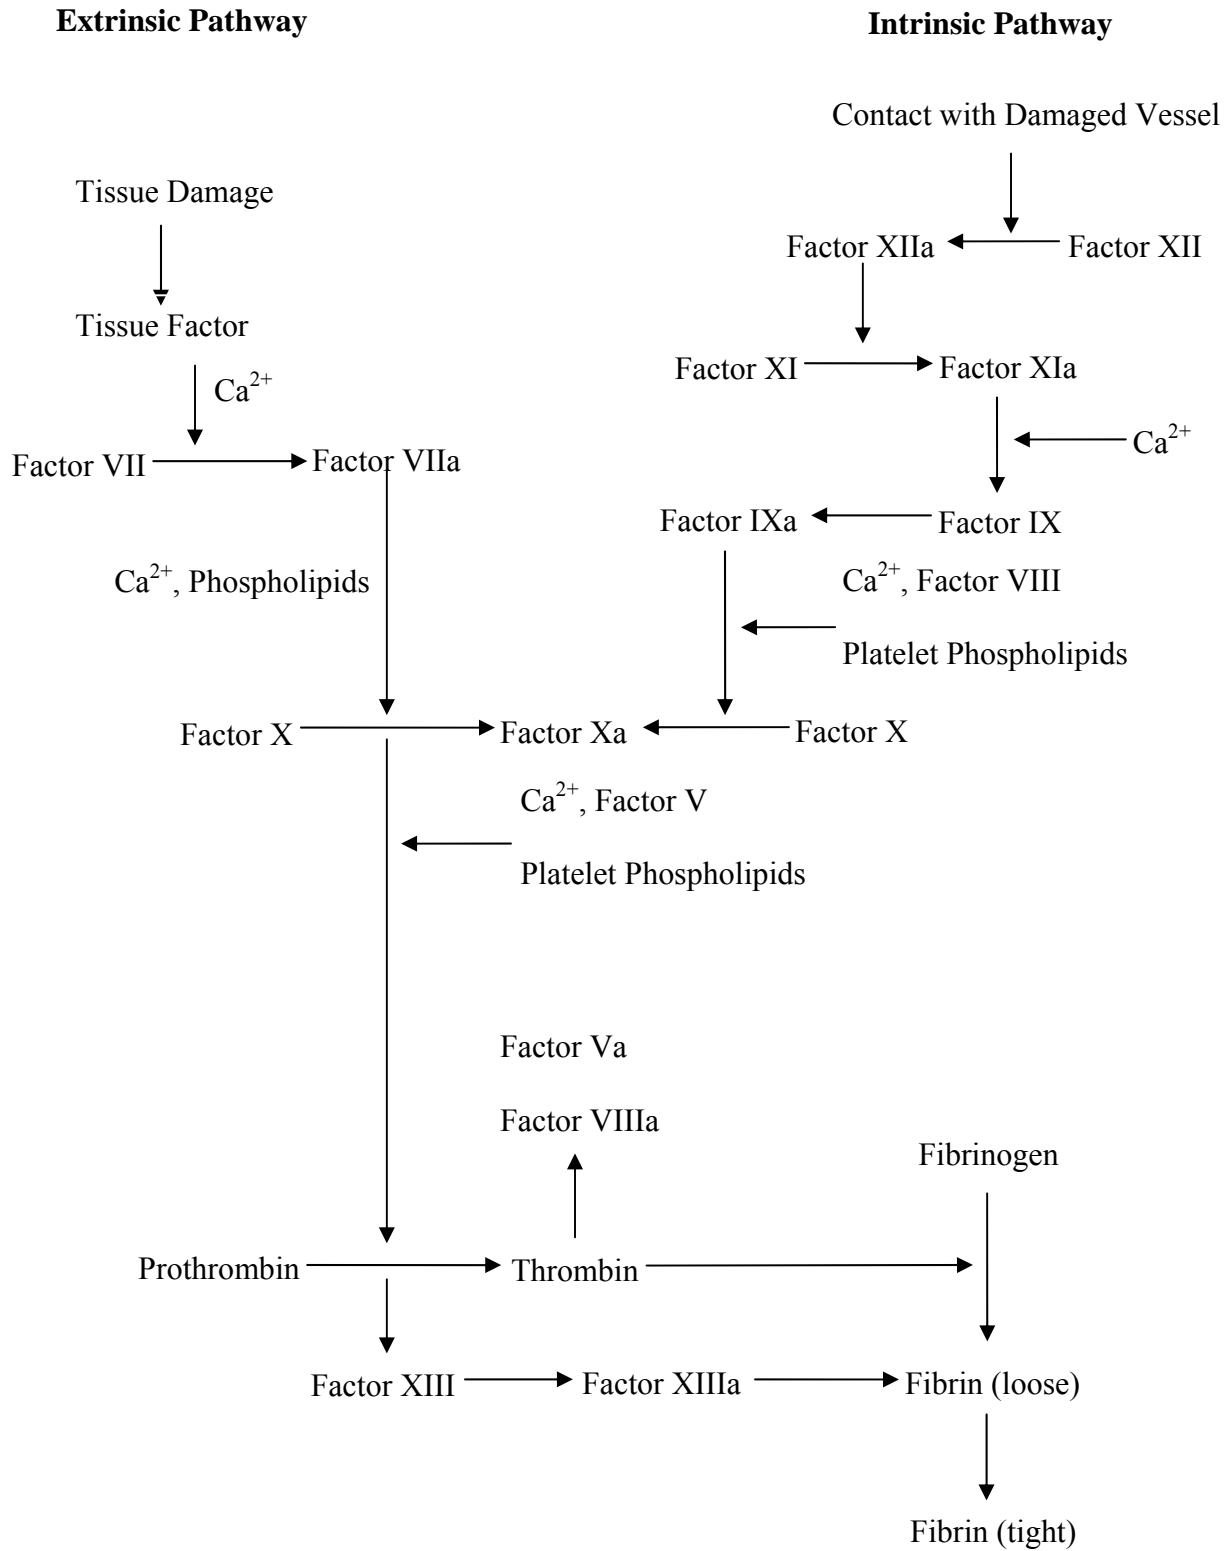 Extrinsic Pathway
Intrinsic Pathway
Contact with Damaged Vessel
Tissue Damage
Factor XIIa
Factor XII
Tissue Factor
Factor XI
Factor XIa
Ca²⁺
Ca²⁺
Factor VII
Factor VIIa
Factor IXa
Factor IX
Ca²⁺, Phospholipids
Ca²⁺, Factor VIII
Platelet Phospholipids
Factor X
Factor Xa
Factor X
Ca²⁺, Factor V
Platelet Phospholipids
Factor Va
Factor VIIIa
Fibrinogen
Prothrombin
Thrombin
Factor XIII
Factor XIIIa
Fibrin (loose)
Fibrin (tight)